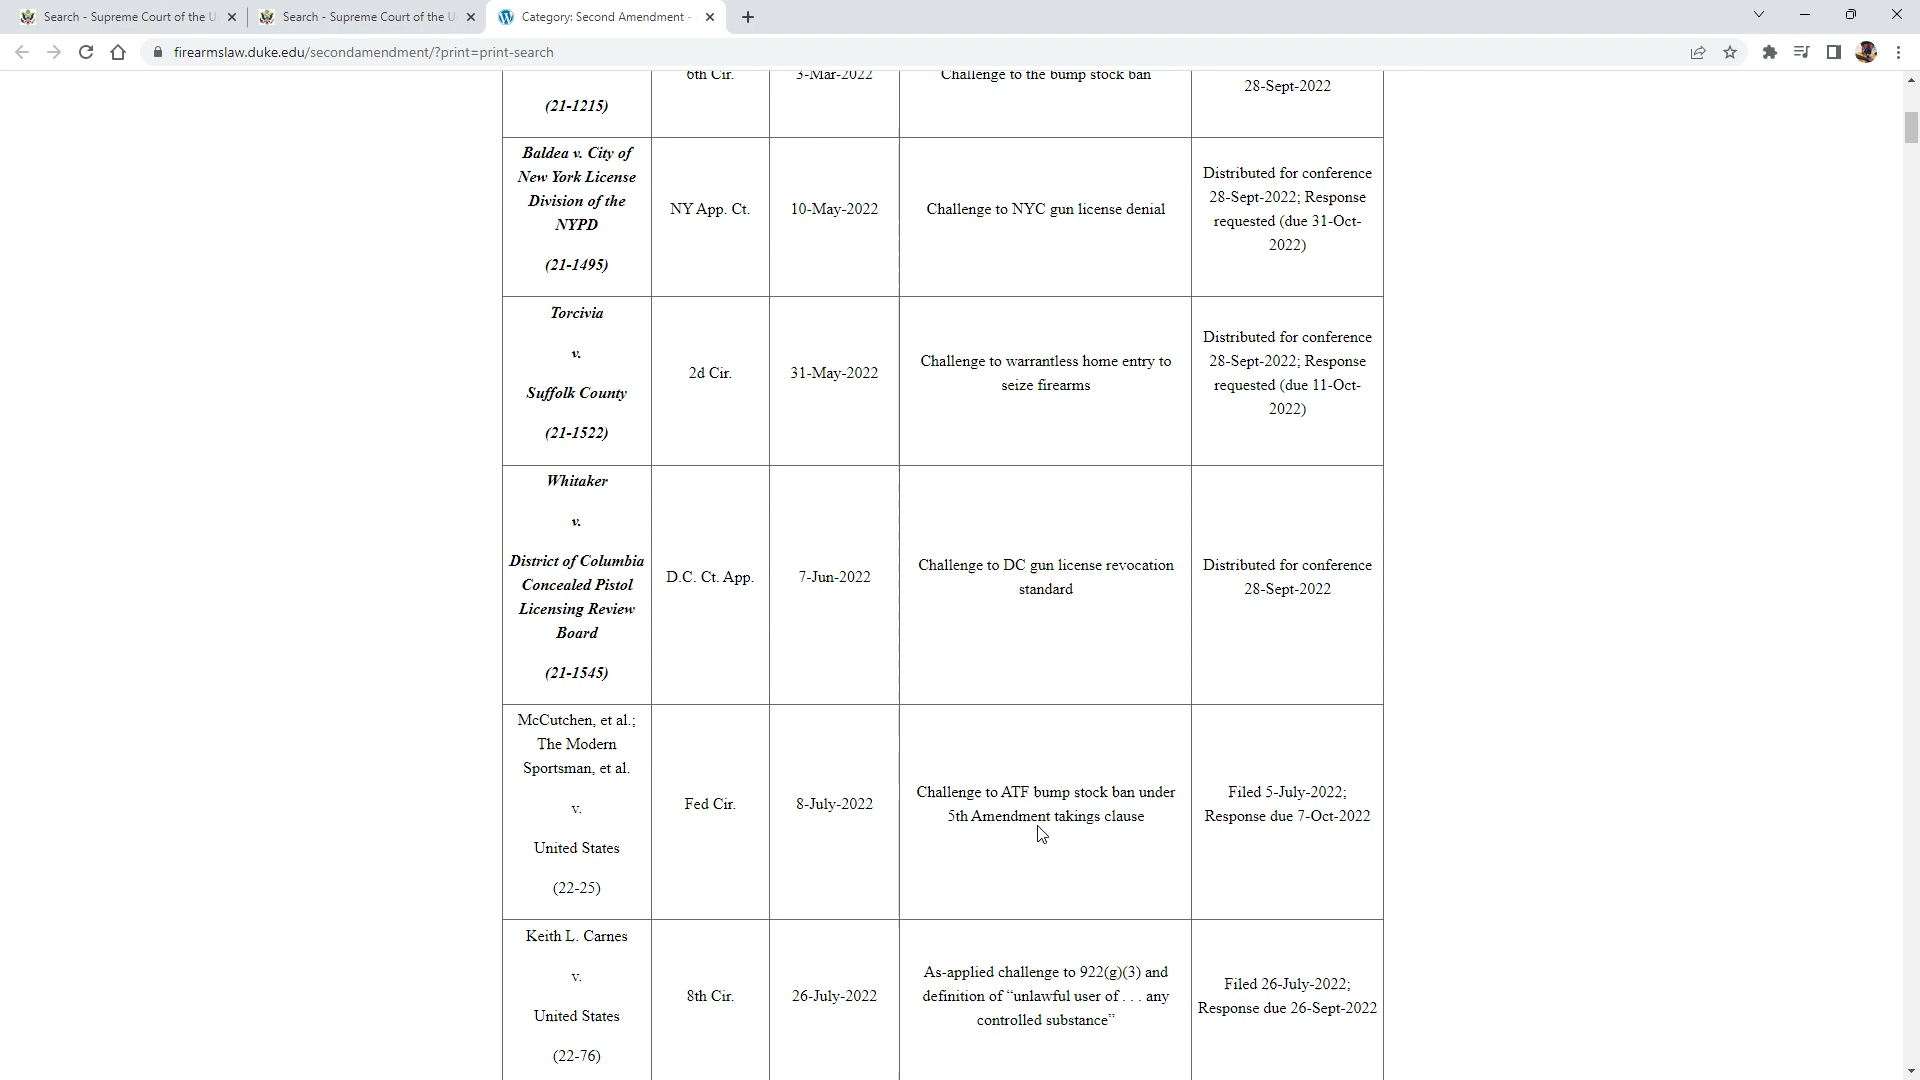 Search - Supreme Court of the U
Search - Supreme Court of the U
Category: Second Amendment -
firearmslaw.duke.edu/secondamendment/?print=print-search
6th Cir.
3-Mar-2022
Challenge to the bump stock ban
28-Sept-2022
(21-1215)
Baldea v. City of
New York License
Division of the
NYPD
(21-1495)
NY App. Ct.
10-May-2022
Challenge to NYC gun license denial
Distributed for conference
28-Sept-2022; Response
requested (due 31-Oct-
2022)
Torcivia
v.
Suffolk County
(21-1522)
2d Cir.
31-May-2022
Challenge to warrantless home entry to
seize firearms
Distributed for conference
28-Sept-2022; Response
requested (due 11-Oct-
2022)
Whitaker
v.
District of Columbia
Concealed Pistol
Licensing Review
Board
(21-1545)
D.C. Ct. App.
7-Jun-2022
Challenge to DC gun license revocation
standard
Distributed for conference
28-Sept-2022
McCutchen, et al.;
The Modern
Sportsman, et al.
v.
United States
(22-25)
Fed Cir.
8-July-2022
Challenge to ATF bump stock ban under
5th Amendment takings clause
Filed 5-July-2022;
Response due 7-Oct-2022
Keith L. Carnes
v.
United States
(22-76)
8th Cir.
26-July-2022
As-applied challenge to 922(g)(3) and
definition of “unlawful user of . . . any
controlled substance”
Filed 26-July-2022;
Response due 26-Sept-2022